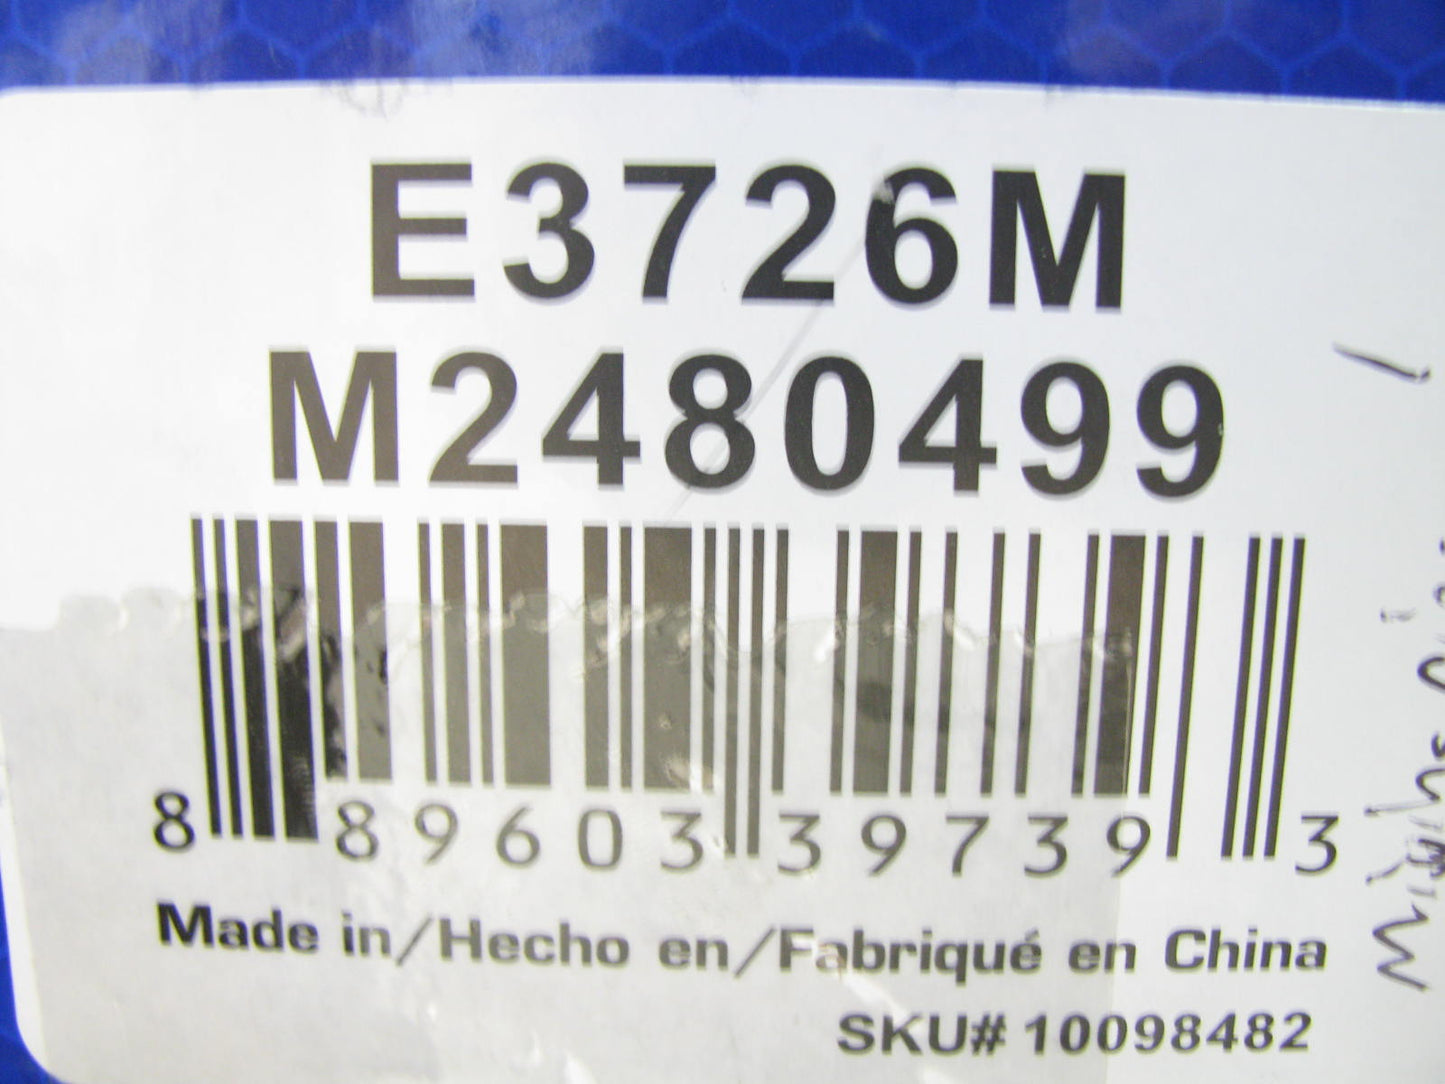 E3726M
M2480499
8 89603 39739 3
Made in/Hecho en/Fabriqué en China
SKU# 10098482